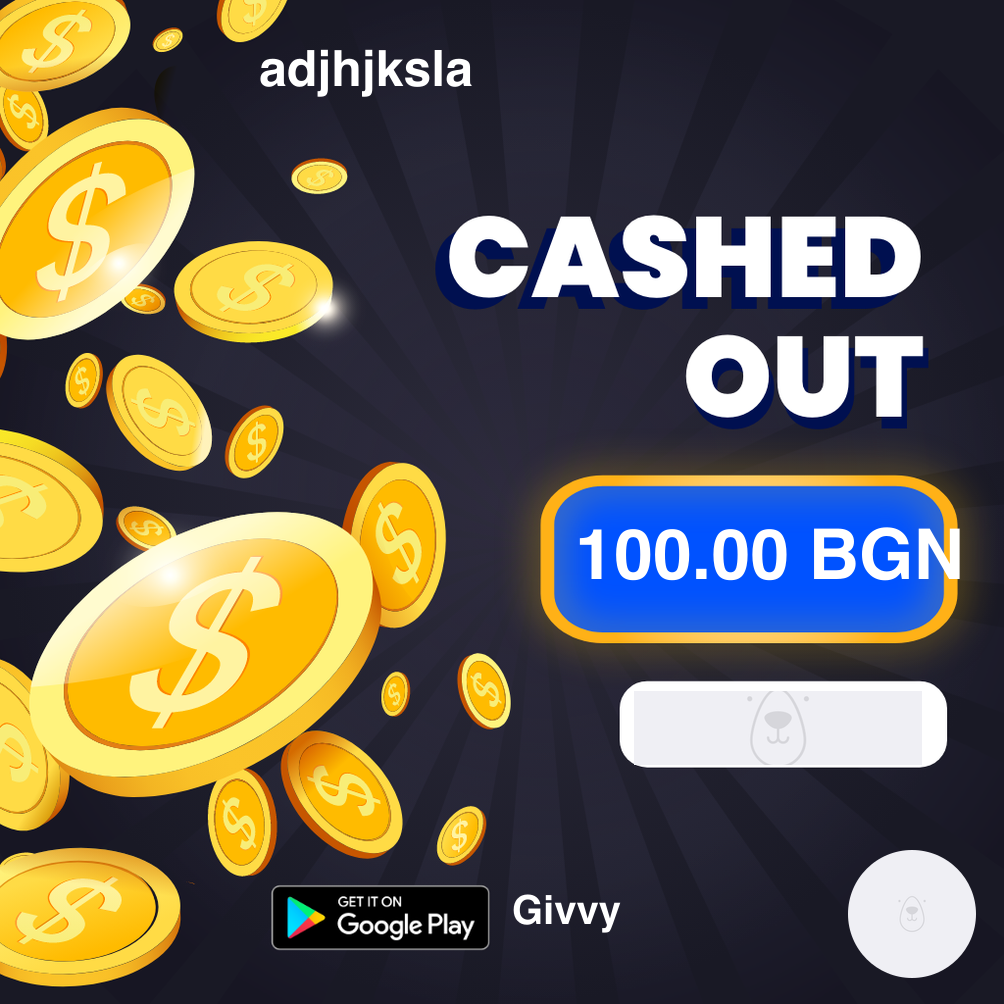 adjhjksla
CASHED
OUT
100.00 BGN
GET IT ON
Google Play
Givvy